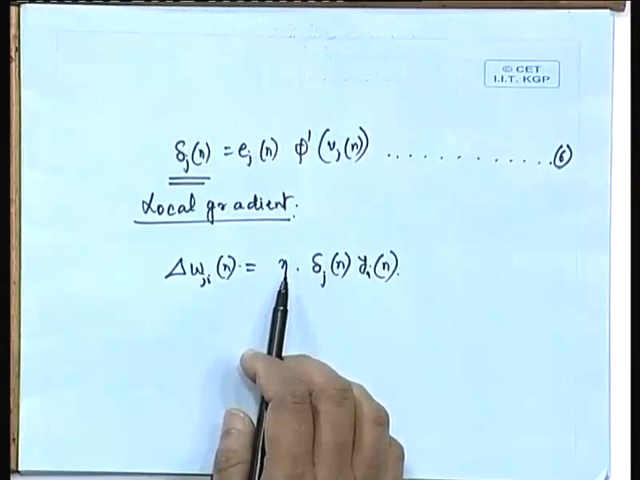 © CET
I.I.T. KGP
δj(n) = ej(n) φ'(vj(n)) ............. (6)
Local gradient:
Δwji(n) = η . δj(n) yi(n).